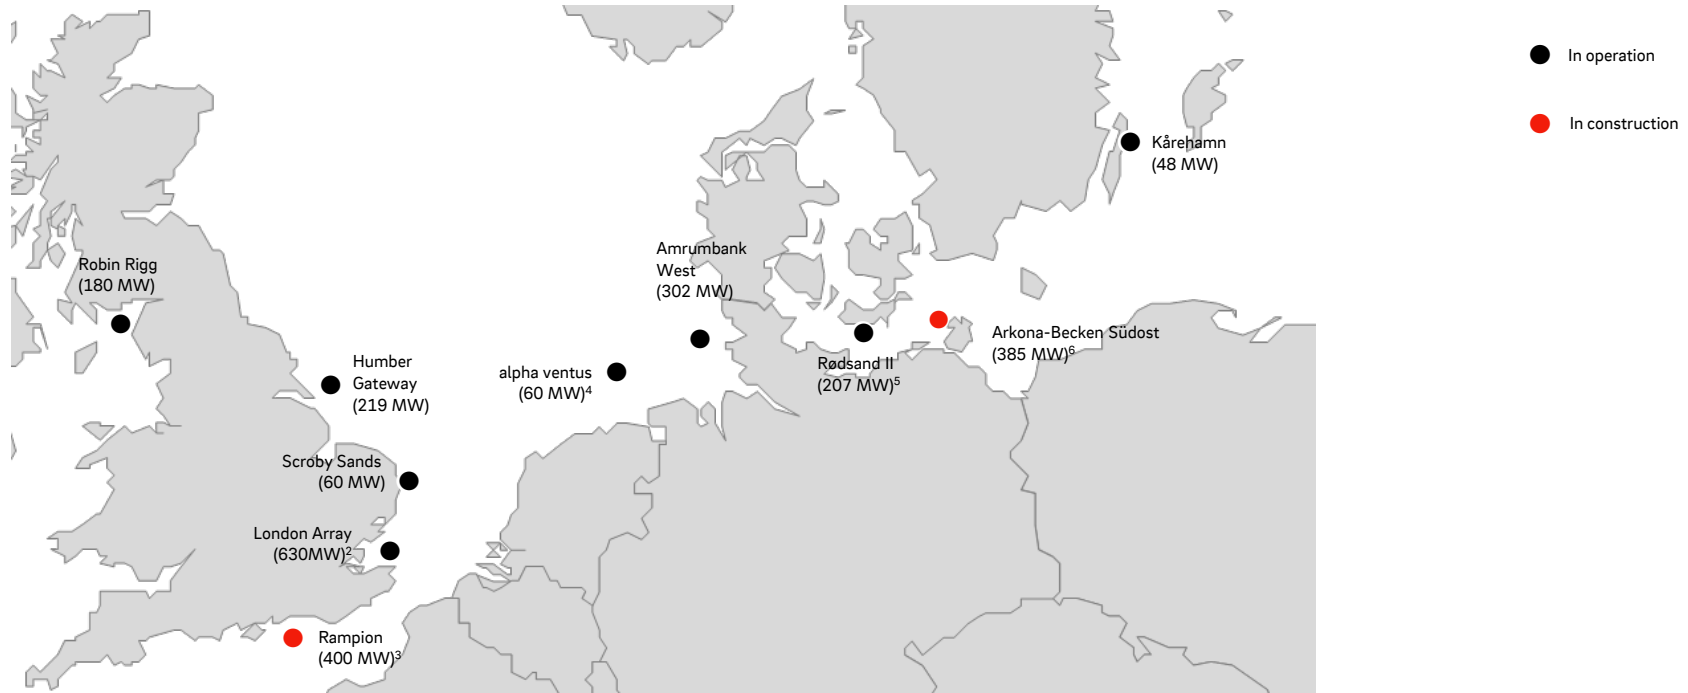 In operation
In construction
Kårehamn
(48 MW)
Amrumbank
West
(302 MW)
Robin Rigg
(180 MW)
Arkona-Becken Südost
(385 MW)⁶
Humber
Gateway
(219 MW)
alpha ventus
(60 MW)⁴
Rødsand II
(207 MW)⁵
Scroby Sands
(60 MW)
London Array
(630MW)²
Rampion
(400 MW)³